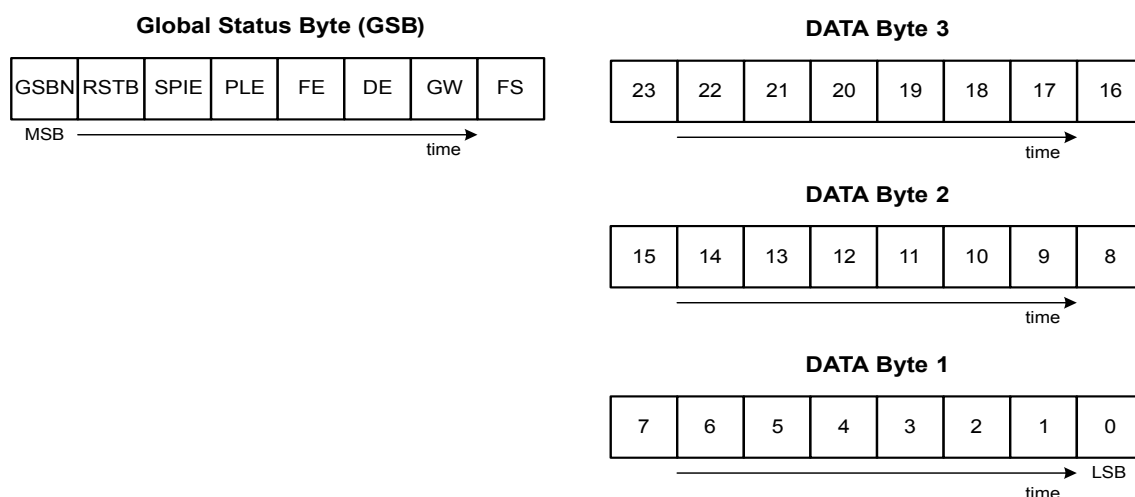 Global Status Byte (GSB)
GSBN RSTB SPIE PLE FE DE GW FS
MSB
time
DATA Byte 3
23 22 21 20 19 18 17 16
time
DATA Byte 2
15 14 13 12 11 10 9 8
time
DATA Byte 1
7 6 5 4 3 2 1 0
LSB
time